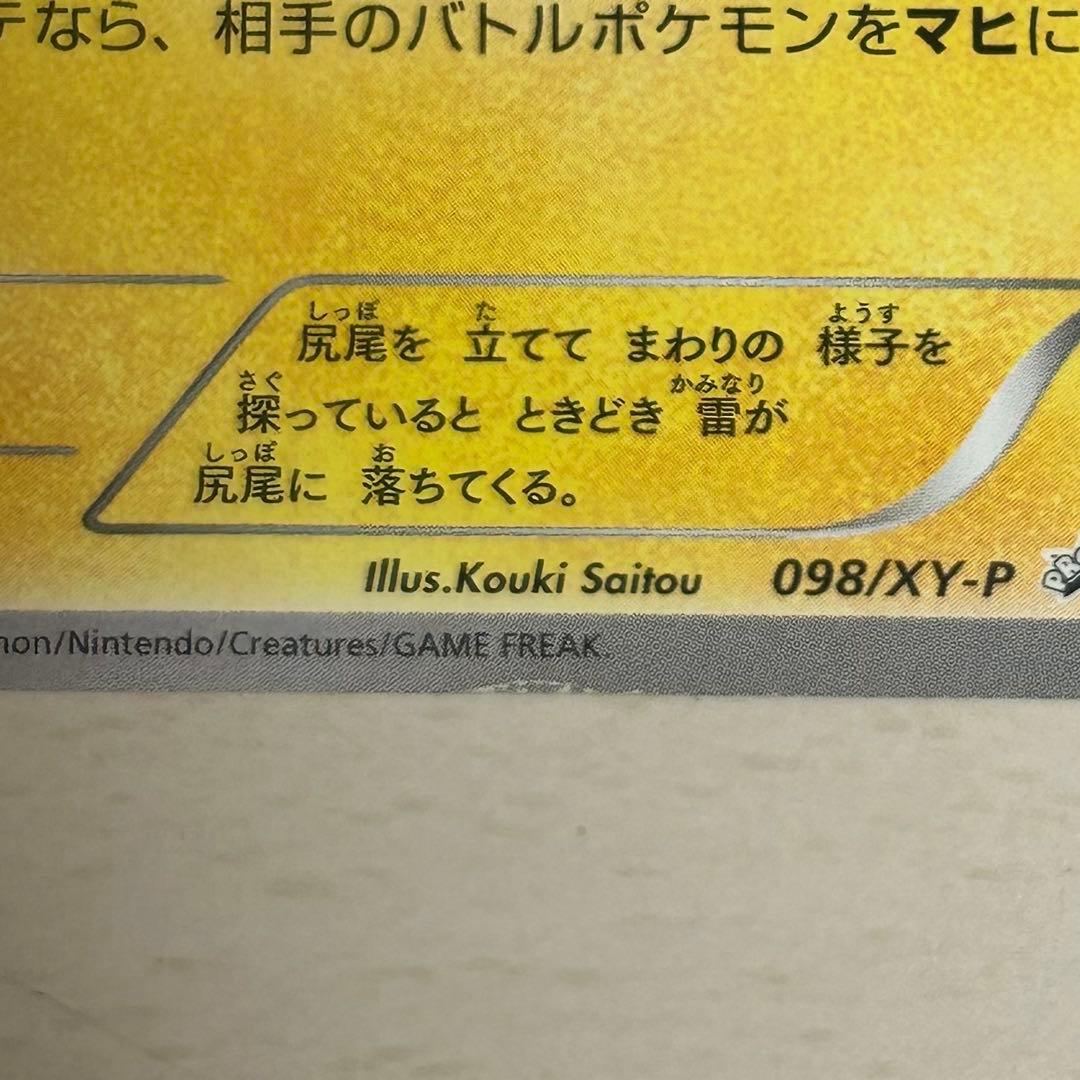 なら、相手のバトルポケモンをマヒに
しっぽ た ようす
尻尾を 立てて まわりの 様子を
さぐ かみなり
探っていると ときどき 雷が
しっぽ お
尻尾に 落ちてくる。
Illus.Kouki Saitou 098/XY-P
/Nintendo/Creatures/GAME FREAK.